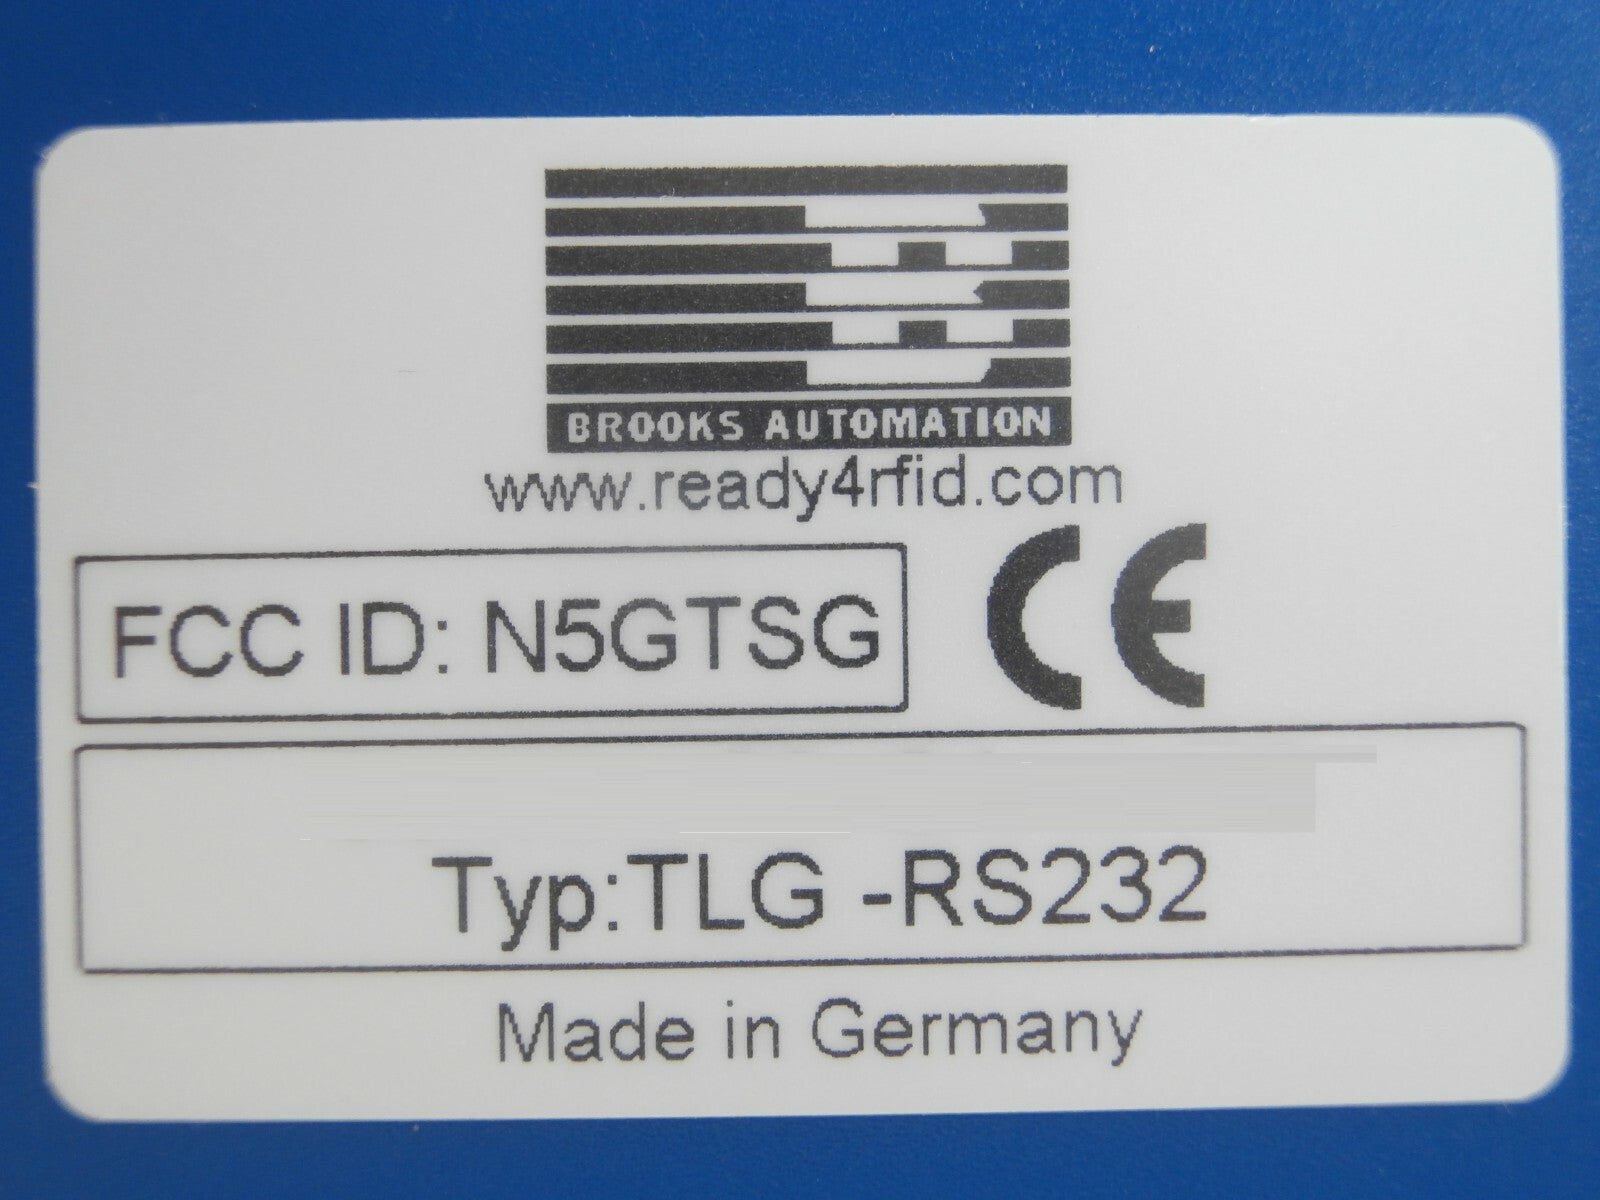 BROOKS AUTOMATION
www.ready4rfid.com
FCC ID: N5GTSG
CE
Typ:TLG -RS232
Made in Germany